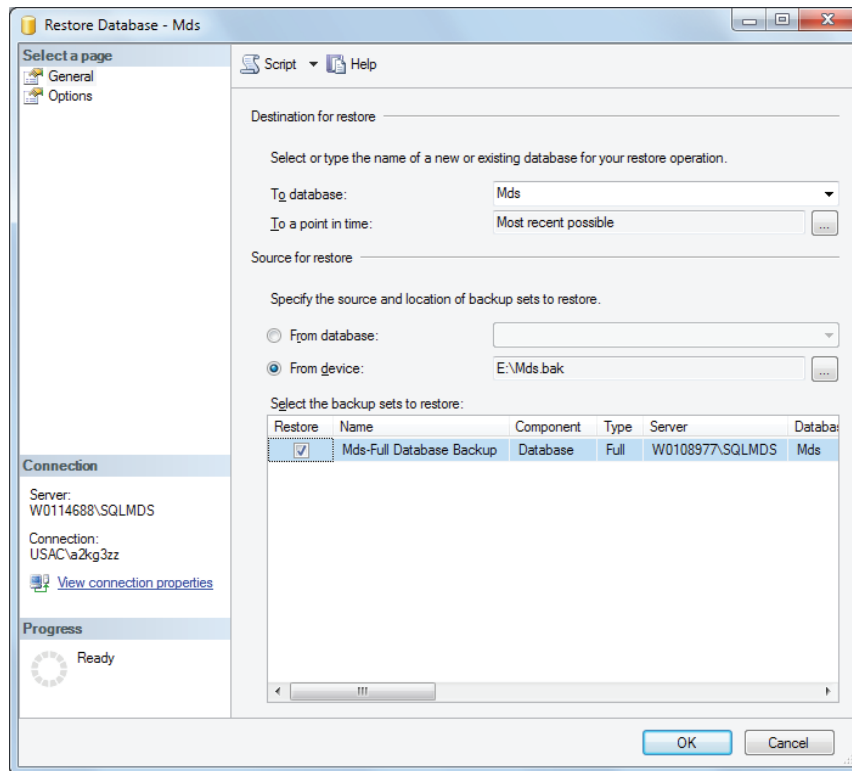 Restore Database - Mds
Select a page
General
Options
Script
Help
Destination for restore
Select or type the name of a new or existing database for your restore operation.
To database:
Mds
To a point in time:
Most recent possible
...
Source for restore
Specify the source and location of backup sets to restore.
From database:
From device:
E:\Mds.bak
...
Select the backup sets to restore:
Restore Name Component Type Server Databas
Mds-Full Database Backup Database Full W0108977\SQLMDS Mds
Connection
Server:
W0114688\SQLMDS
Connection:
USAC\a2kg3zz
View connection properties
Progress
Ready
OK
Cancel